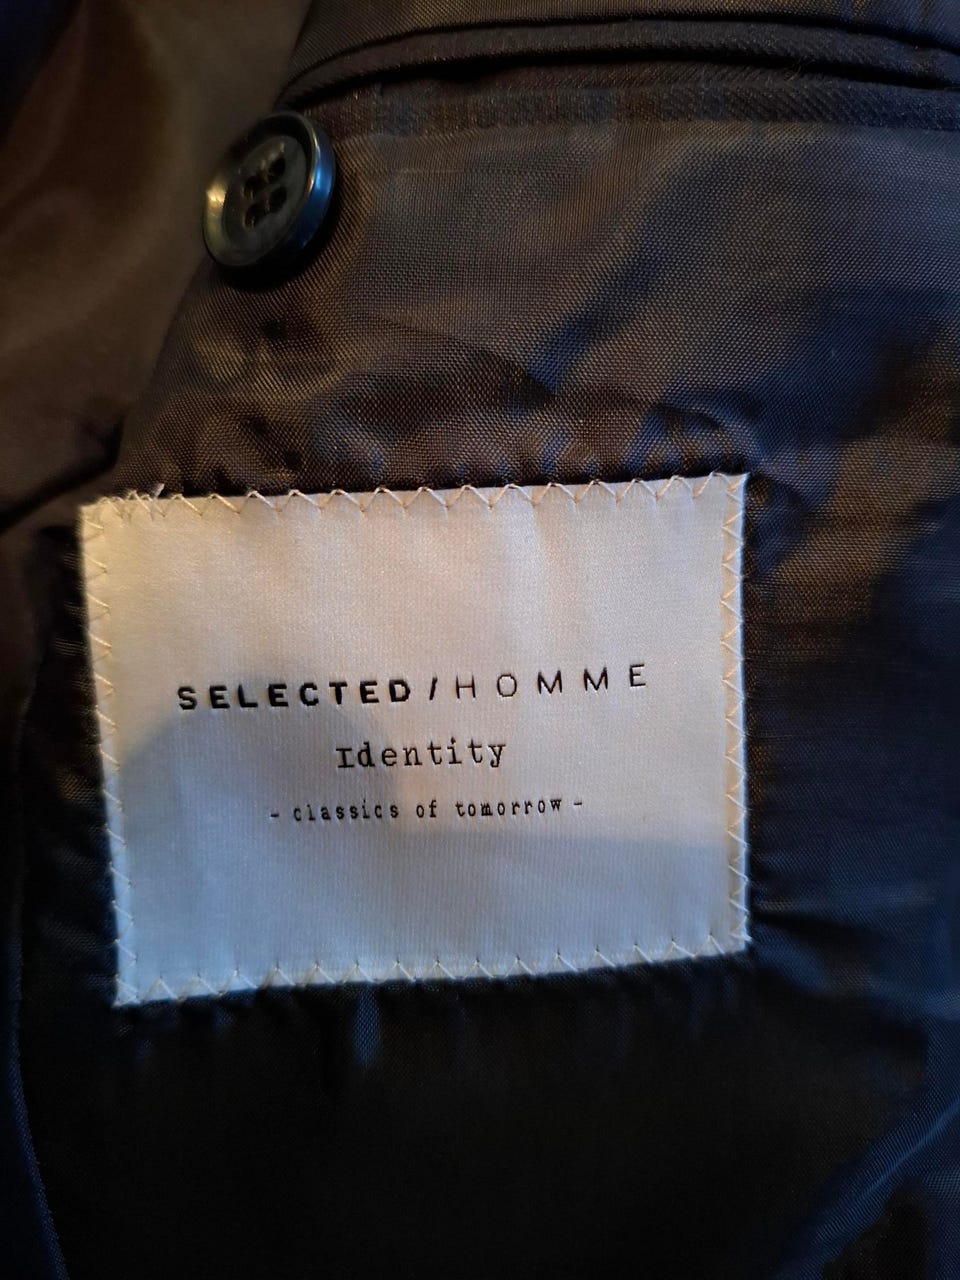 SELECTED/HOMME
Identity
- classics of tomorrow -